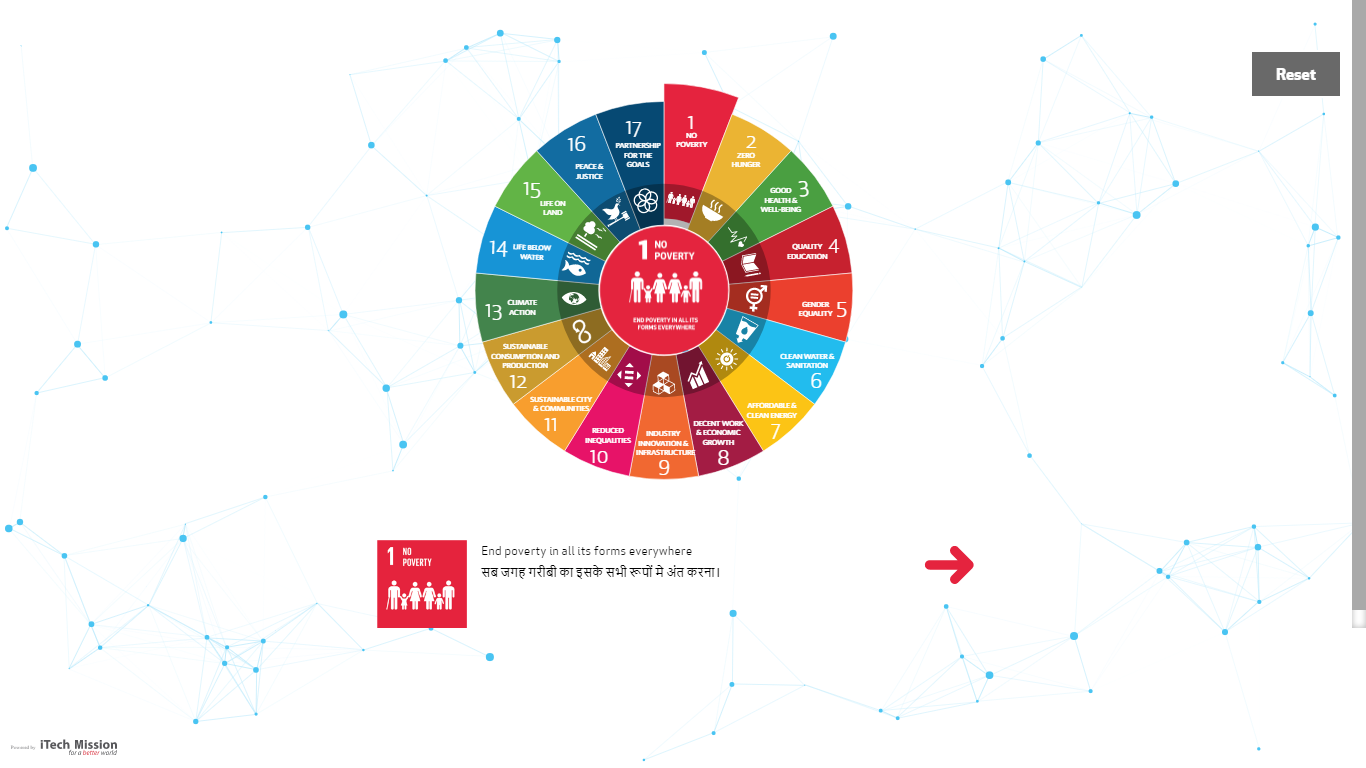 Reset
1
NO
POVERTY
2
ZERO
HUNGER
3
GOOD
HEALTH &
WELL-BEING
4
QUALITY
EDUCATION
5
GENDER
EQUALITY
CLEAN WATER &
SANITATION
6
AFFORDABLE &
CLEAN ENERGY
7
DECENT WORK
& ECONOMIC
GROWTH
8
INDUSTRY
INNOVATION &
INFRASTRUCTURE
9
REDUCED
INEQUALITIES
10
SUSTAINABLE CITY
& COMMUNITIES
11
SUSTAINABLE
CONSUMPTION AND
PRODUCTION
12
13
CLIMATE
ACTION
14
LIFE BELOW
WATER
15
LIFE ON
LAND
16
PEACE &
JUSTICE
17
PARTNERSHIP
FOR THE
GOALS
1 NO
POVERTY
END POVERTY IN ALL ITS
FORMS EVERYWHERE
1 NO
POVERTY
End poverty in all its forms everywhere
सब जगह गरीबी का इसके सभी रूपों मे अंत करना।
Powered by iTech Mission
for a better world